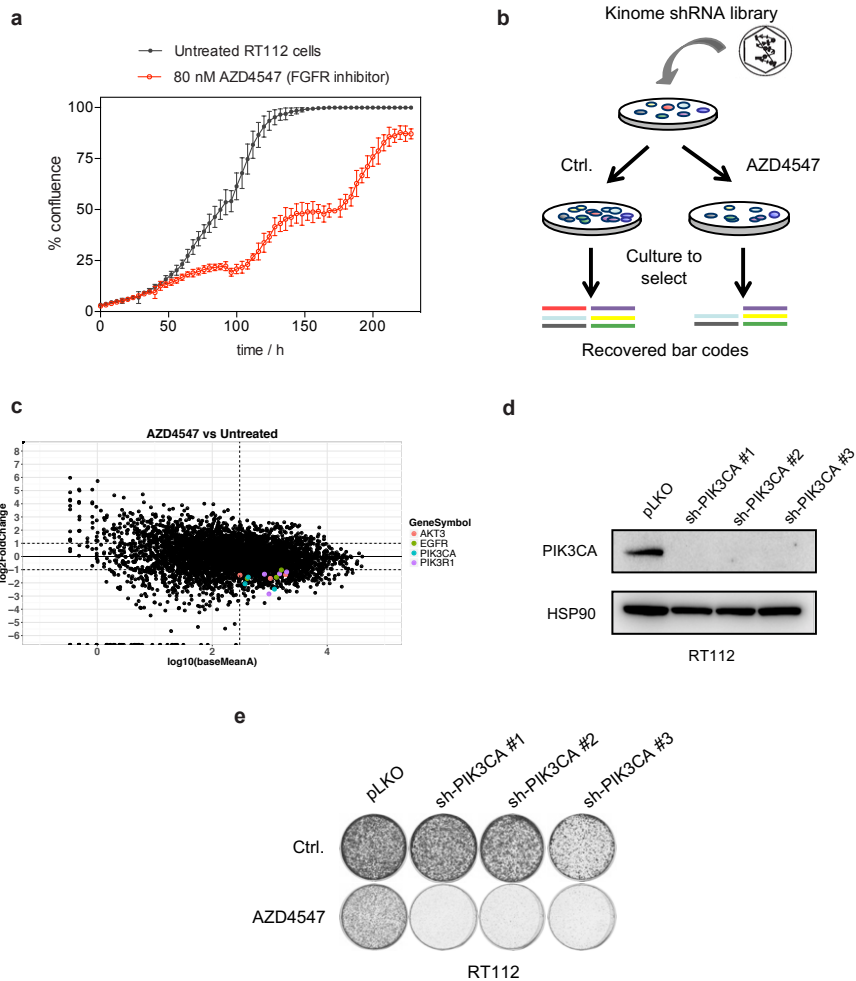 a
Untreated RT112 cells
80 nM AZD4547 (FGFR inhibitor)
% confluence
100
75
50
25
0
0
50
100
150
200
time / h
b
Kinome shRNA library
Ctrl.
AZD4547
Culture to
select
Recovered bar codes
c
AZD4547 vs Untreated
log2FoldChange
8
7
6
5
4
3
2
1
0
−1
−2
−3
−4
−5
−6
0
2
4
log10(baseMeanA)
GeneSymbol
AKT3
EGFR
PIK3CA
PIK3R1
d
pLKO
sh-PIK3CA #1
sh-PIK3CA #2
sh-PIK3CA #3
PIK3CA
HSP90
RT112
e
pLKO
sh-PIK3CA #1
sh-PIK3CA #2
sh-PIK3CA #3
Ctrl.
AZD4547
RT112